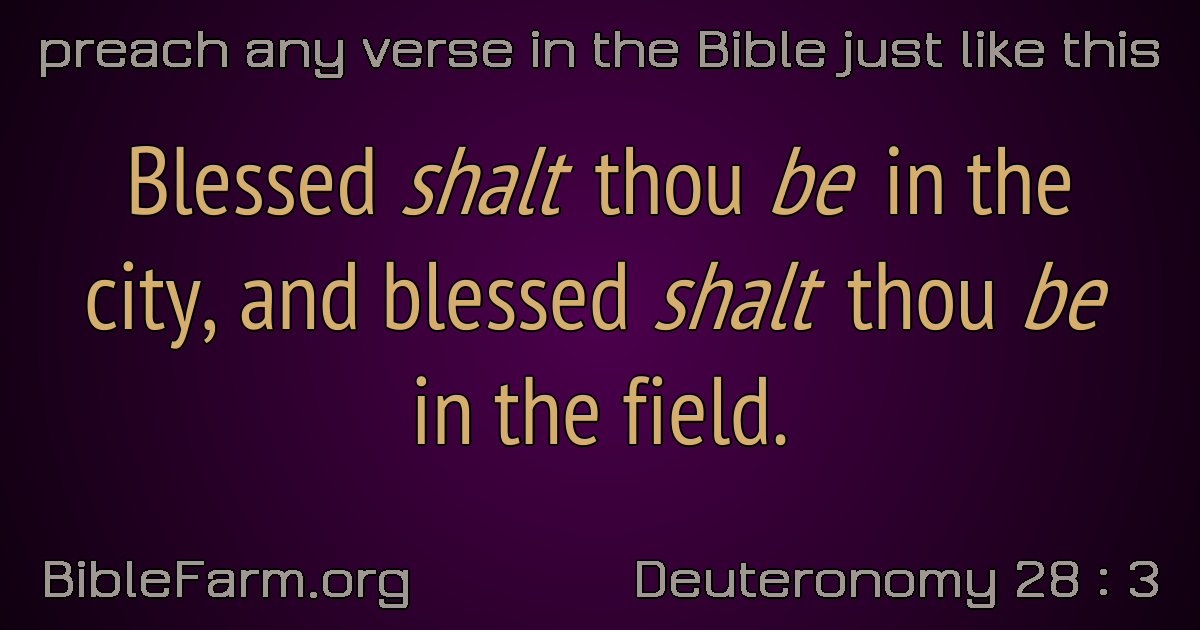 preach any verse in the Bible just like this
Blessed shalt thou be in the
city, and blessed shalt thou be
in the field.
BibleFarm.org
Deuteronomy 28 : 3